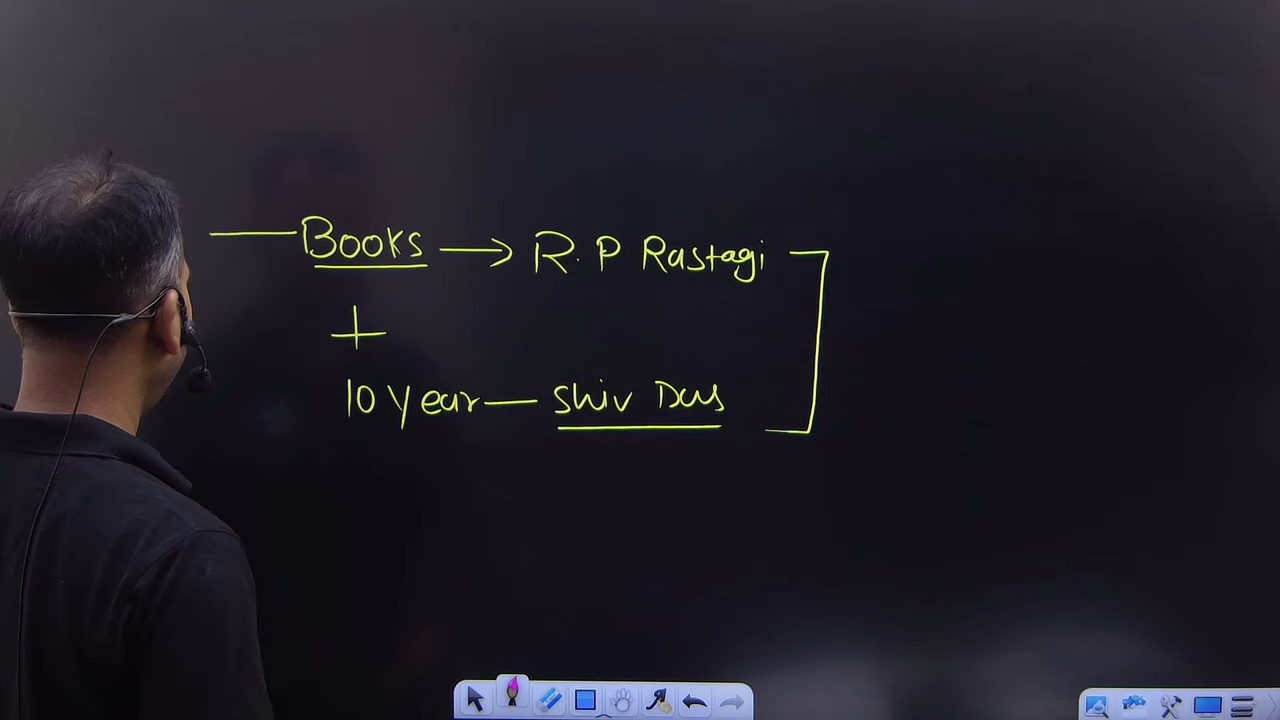 Books → R.P Rastagi
+
10 Year — Shiv Das